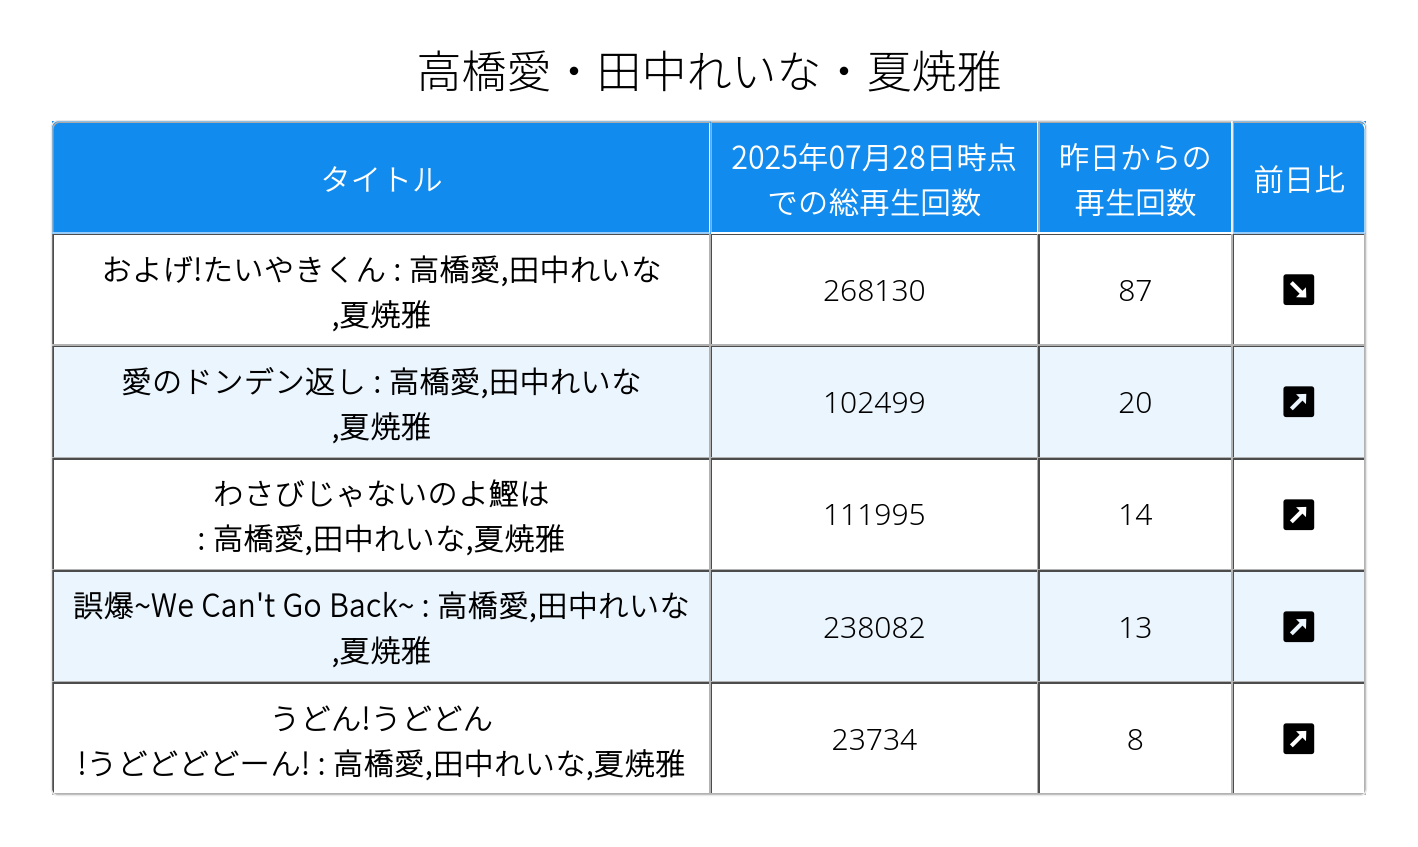 高橋愛・田中れいな・夏焼雅
タイトル
2025年07月28日時点
での総再生回数
昨日からの
再生回数
前日比
およげ!たいやきくん : 高橋愛,田中れいな
,夏焼雅
268130
87
愛のドンデン返し : 高橋愛,田中れいな
,夏焼雅
102499
20
わさびじゃないのよ鰹は
: 高橋愛,田中れいな,夏焼雅
111995
14
誤爆~We Can't Go Back~ : 高橋愛,田中れいな
,夏焼雅
238082
13
うどん!うどどん
!うどどどどーん! : 高橋愛,田中れいな,夏焼雅
23734
8